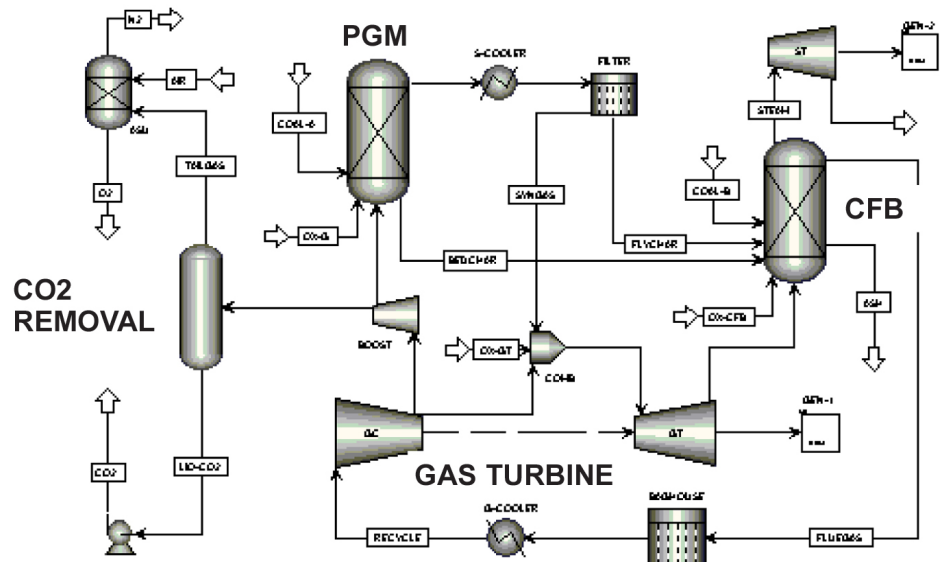 N2
PGM
S-COOLER
FILTER
ST
GEN-2
AIR
ASU
COAL-G
STEAM
TAILGAS
SYNGAS
COAL-B
CFB
O2
OX-G
FLYCHAR
BEDCHAR
CO2
REMOVAL
OX-CFB
ASH
BOOST
OX-GT
COMB
GEN-1
GC
GT
GAS TURBINE
CO2
LIQ-CO2
G-COOLER
BAGHOUSE
RECYCLE
FLUEGAS